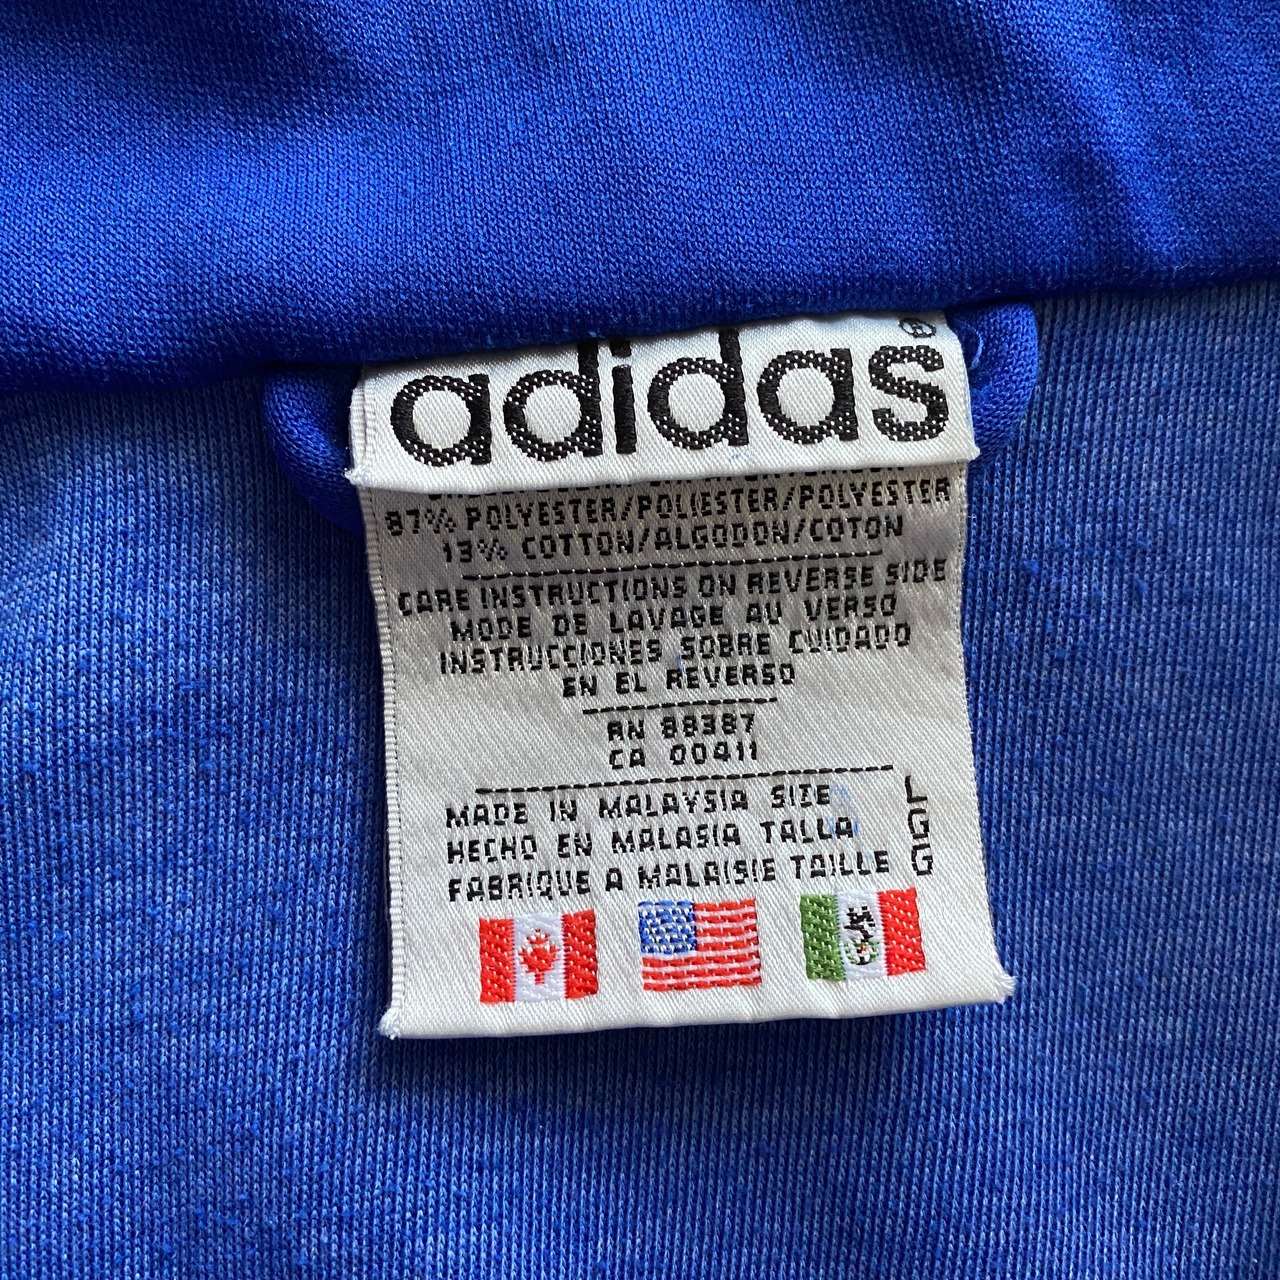 adidas®
87% POLYESTER/POLIESTER/POLYESTER
13% COTTON/ALGODON/COTON
CARE INSTRUCTIONS ON REVERSE SIDE
MODE DE LAVAGE AU VERSO
INSTRUCCIONES SOBRE CUIDADO
EN EL REVERSO
RN 88387
CA 00411
MADE IN MALAYSIA SIZE L
HECHO EN MALASIA TALLA G
FABRIQUE A MALAISIE TAILLE G